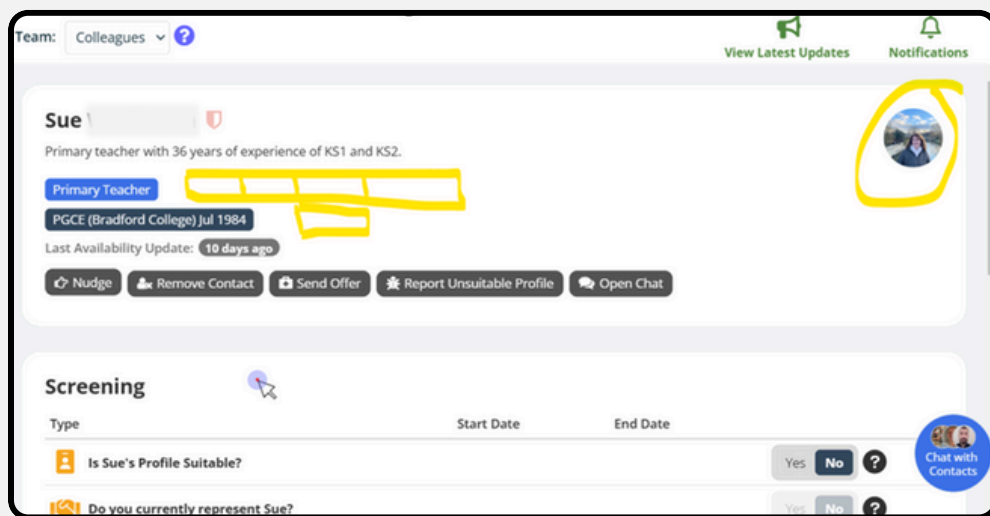 Team: Colleagues ?
View Latest Updates Notifications
Sue
Primary teacher with 36 years of experience of KS1 and KS2.
Primary Teacher
PGCE (Bradford College) Jul 1984
Last Availability Update: 10 days ago
Nudge Remove Contact Send Offer Report Unsuitable Profile Open Chat
Screening
Type Start Date End Date
Is Sue's Profile Suitable? Yes No ?
Chat with Contacts
Do you currently represent Sue? Yes No ?